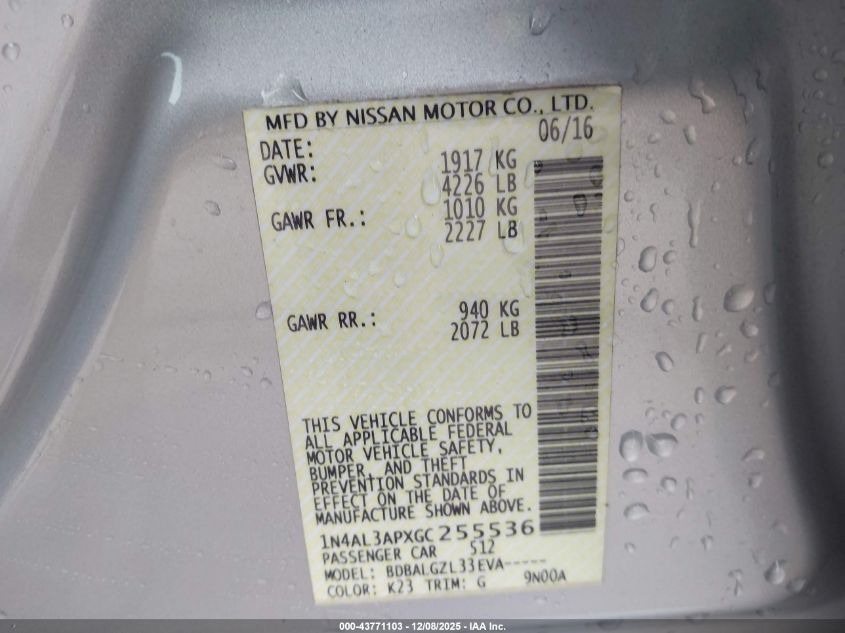 MFD BY NISSAN MOTOR CO., LTD.
DATE: 06/16
GVWR: 1917 KG
4226 LB
GAWR FR.: 1010 KG
2227 LB
GAWR RR.: 940 KG
2072 LB
THIS VEHICLE CONFORMS TO
ALL APPLICABLE FEDERAL
MOTOR VEHICLE SAFETY,
BUMPER, AND THEFT
PREVENTION STANDARDS IN
EFFECT ON THE DATE OF
MANUFACTURE SHOWN ABOVE.
1N4AL3APXGC255536
PASSENGER CAR S12
MODEL: BDBALGZL33EVA-----
COLOR: K23 TRIM: G 9N00A
000-43771103 - 12/08/2025 - IAA Inc.